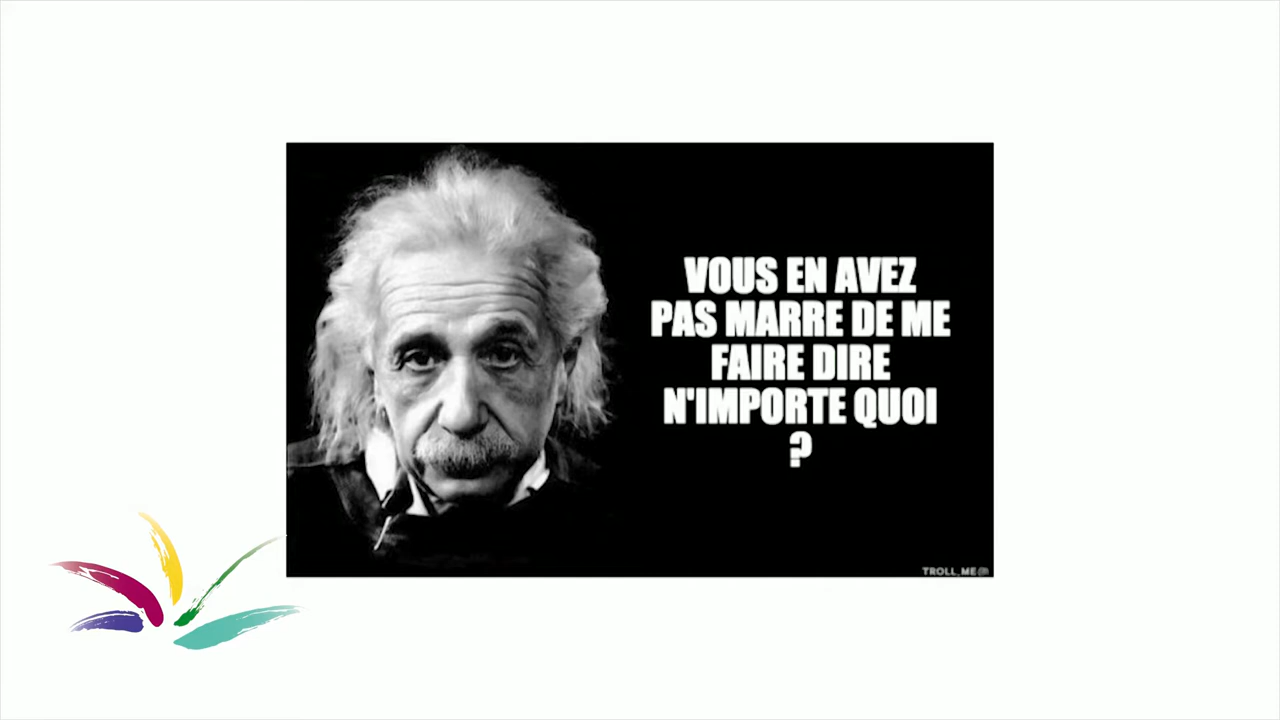 VOUS EN AVEZ
PAS MARRE DE ME
FAIRE DIRE
N'IMPORTE QUOI
?
TROLL_ME